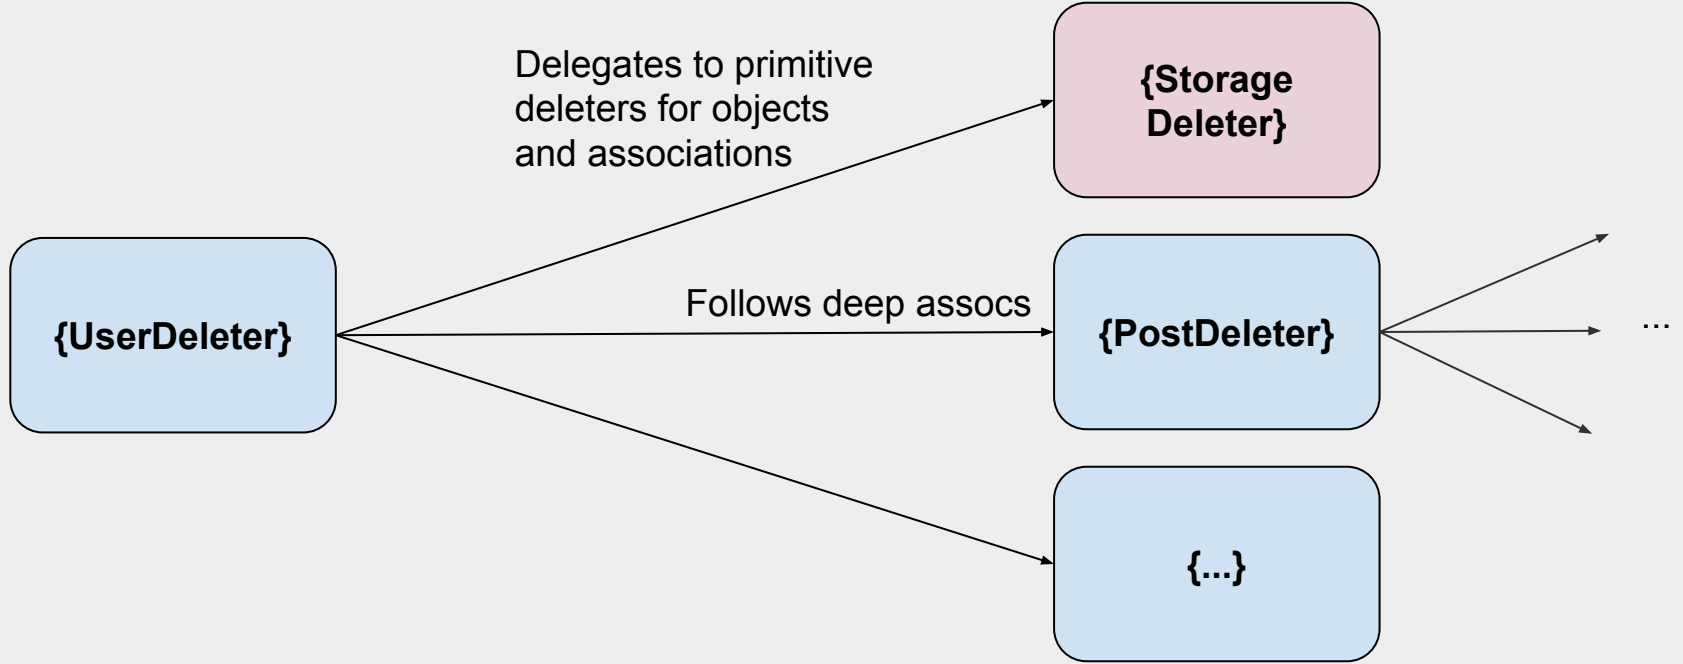 Delegates to primitive
deleters for objects
and associations
{Storage
Deleter}
{UserDeleter}
Follows deep assocs
{PostDeleter}
...
{...}